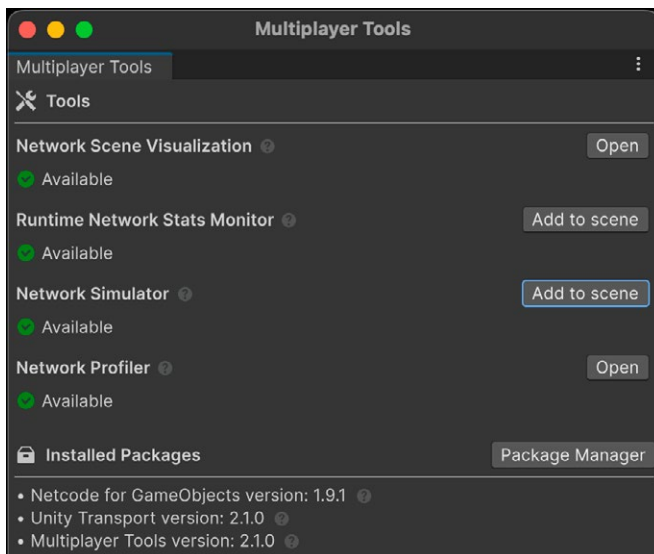 Multiplayer Tools
Multiplayer Tools
Tools
Network Scene Visualization
Open
Available
Runtime Network Stats Monitor
Add to scene
Available
Network Simulator
Add to scene
Available
Network Profiler
Open
Available
Installed Packages
Package Manager
• Netcode for GameObjects version: 1.9.1
• Unity Transport version: 2.1.0
• Multiplayer Tools version: 2.1.0